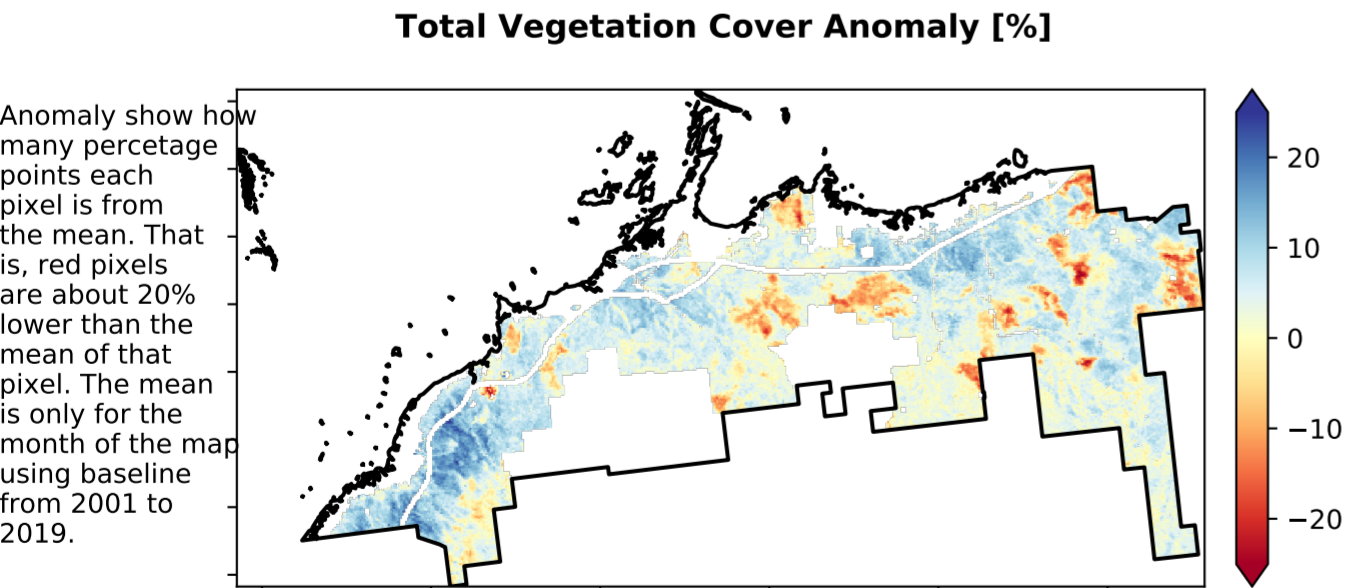 Total Vegetation Cover Anomaly [%]
Anomaly show how
many percetage
points each
pixel is from
the mean. That
is, red pixels
are about 20%
lower than the
mean of that
pixel. The mean
is only for the
month of the map
using baseline
from 2001 to
2019.
20
10
0
−10
−20